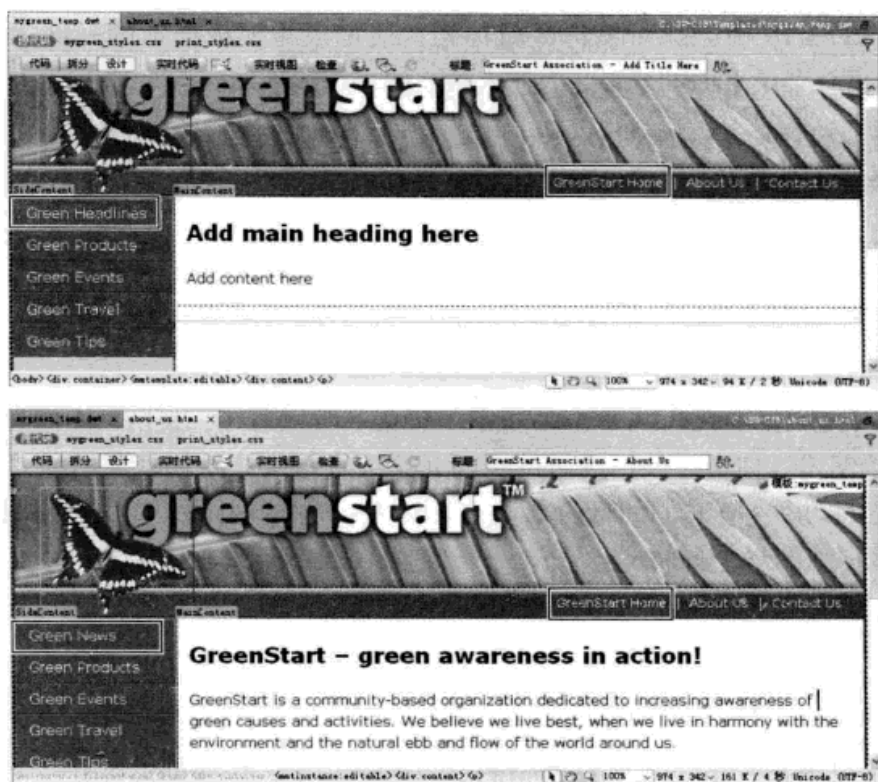 mygreen_temp.dwt × about_us.html ×
mygreen_styles.css print_styles.css
代码 拆分 设计 实时代码 实时视图 检查 标题: GreenStart Association - Add Title Here
greenstart
SideContent MainContent GreenStart Home | About Us | Contact Us
Green Headlines
Add main heading here
Green Products
Green Events
Add content here
Green Travel
Green Tips
<body> <div.container> <mmtemplate:editable> <div.content> <p> 100% 974 x 342 94 K / 2 秒 Unicode (UTF-8)
mygreen_temp.dwt × about_us.html ×
mygreen_styles.css print_styles.css
代码 拆分 设计 实时代码 实时视图 检查 标题: GreenStart Association - About Us
模板:mygreen_temp
greenstart™
SideContent MainContent GreenStart Home | About Us | Contact Us
Green News
GreenStart – green awareness in action!
Green Products
Green Events
GreenStart is a community-based organization dedicated to increasing awareness of
green causes and activities. We believe we live best, when we live in harmony with the
environment and the natural ebb and flow of the world around us.
Green Travel
Green Tips
<mmtinstance:editable> <div.content> <p> 100% 974 x 342 161 K / 4 秒 Unicode (UTF-8)